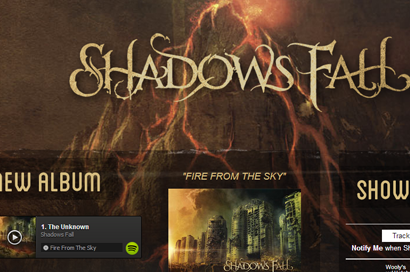 SHADOWS FALL
NEW ALBUM
"FIRE FROM THE SKY"
SHOW
1. The Unknown
Shadows Fall
Fire From The Sky
Track
Notify Me when Sh
SHADOWS FALL
Wooly's